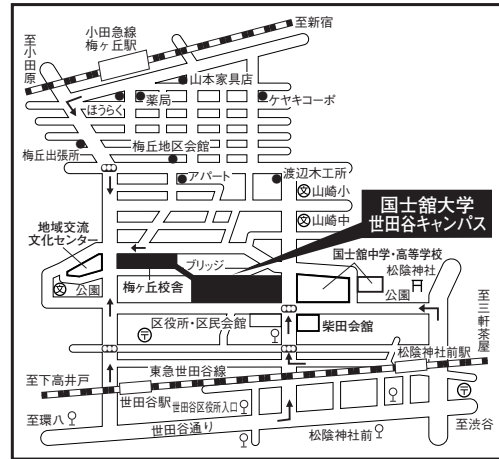 小田急線
梅ヶ丘駅
至新宿
至小田原
山本家具店
ほうらく
薬局
ケヤキコーポ
梅丘出張所
梅丘地区会館
アパート
渡辺木工所
山崎小
山崎中
国士舘大学
世田谷キャンパス
地域交流
文化センター
ブリッジ
国士舘中学・高等学校
松陰神社
公園
梅ヶ丘校舎
公園
区役所・区民会館
柴田会館
至三軒茶屋
東急世田谷線
松陰神社前駅
至下高井戸
世田谷駅
世田谷区役所入口
至環八
世田谷通り
松陰神社前
至渋谷